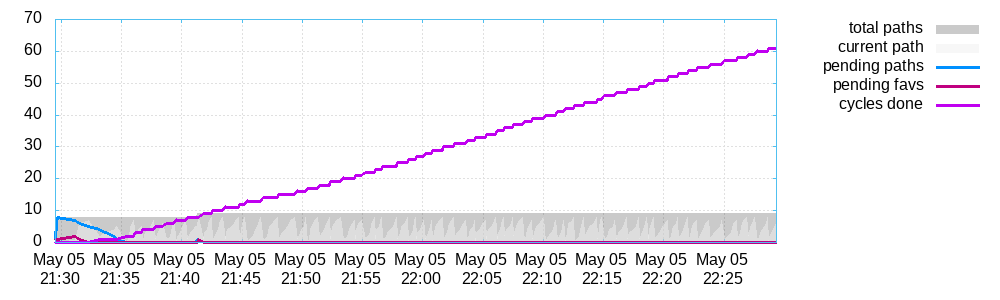 70
60
50
40
30
20
10
0
May 05 May 05 May 05 May 05 May 05 May 05 May 05 May 05 May 05 May 05 May 05 May 05
21:30 21:35 21:40 21:45 21:50 21:55 22:00 22:05 22:10 22:15 22:20 22:25
total paths
current path
pending paths
pending favs
cycles done